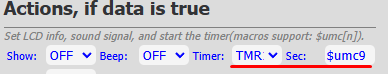 Actions, if data is true
Set LCD info, sound signal, and start the timer(macros support: $umc[n]).
Show: OFF Beep: OFF Timer: TMR Sec: $umc9